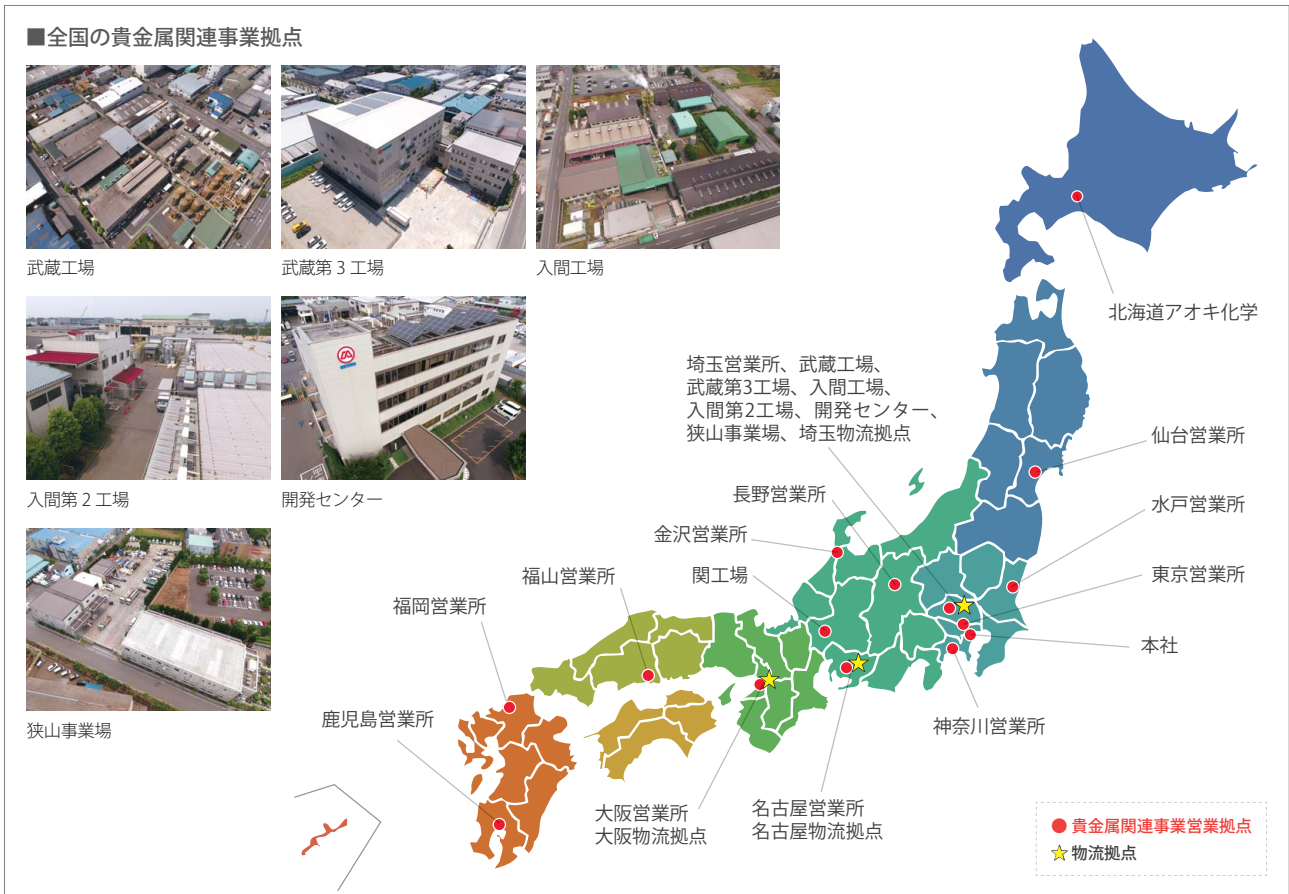 ■全国の貴金属関連事業拠点
武蔵工場
武蔵第3工場
入間工場
入間第2工場
開発センター
狭山事業場
北海道アオキ化学
埼玉営業所、武蔵工場、
武蔵第3工場、入間工場、
入間第2工場、開発センター、
狭山事業場、埼玉物流拠点
仙台営業所
長野営業所
水戸営業所
金沢営業所
関工場
東京営業所
福山営業所
福岡営業所
本社
鹿児島営業所
神奈川営業所
大阪営業所
大阪物流拠点
名古屋営業所
名古屋物流拠点
貴金属関連事業営業拠点
物流拠点